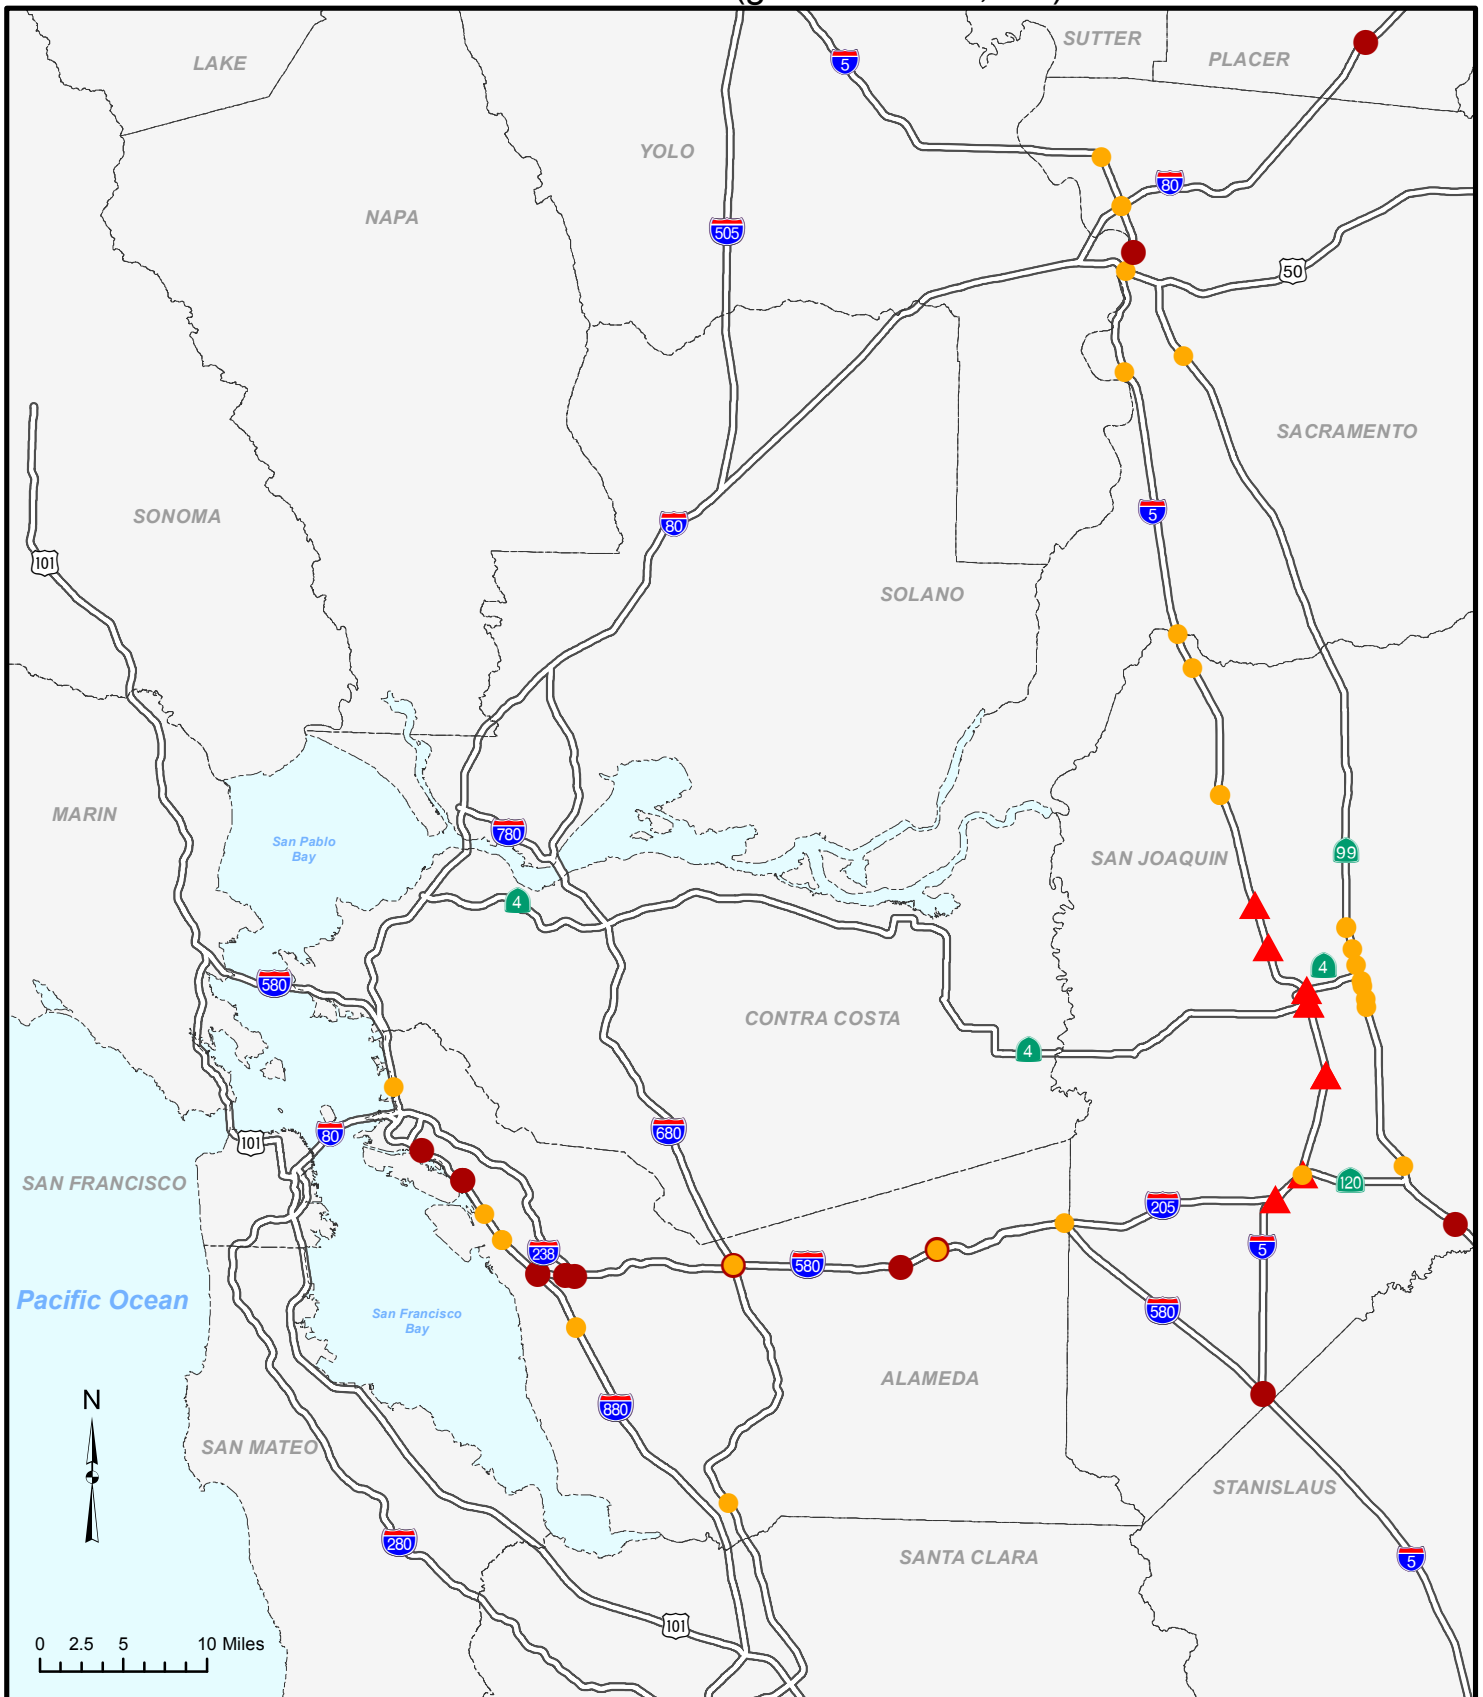 SUTTER
LAKE
PLACER
5
YOLO
80
NAPA
505
50
SACRAMENTO
5
SONOMA
80
101
SOLANO
MARIN
780
San Pablo
Bay
99
SAN JOAQUIN
4
4
580
CONTRA COSTA
4
680
80
101
SAN FRANCISCO
120
205
238
5
580
Pacific Ocean
580
San Francisco
Bay
ALAMEDA
N
880
SAN MATEO
STANISLAUS
280
SANTA CLARA
5
101
0 2.5 5 10 Miles